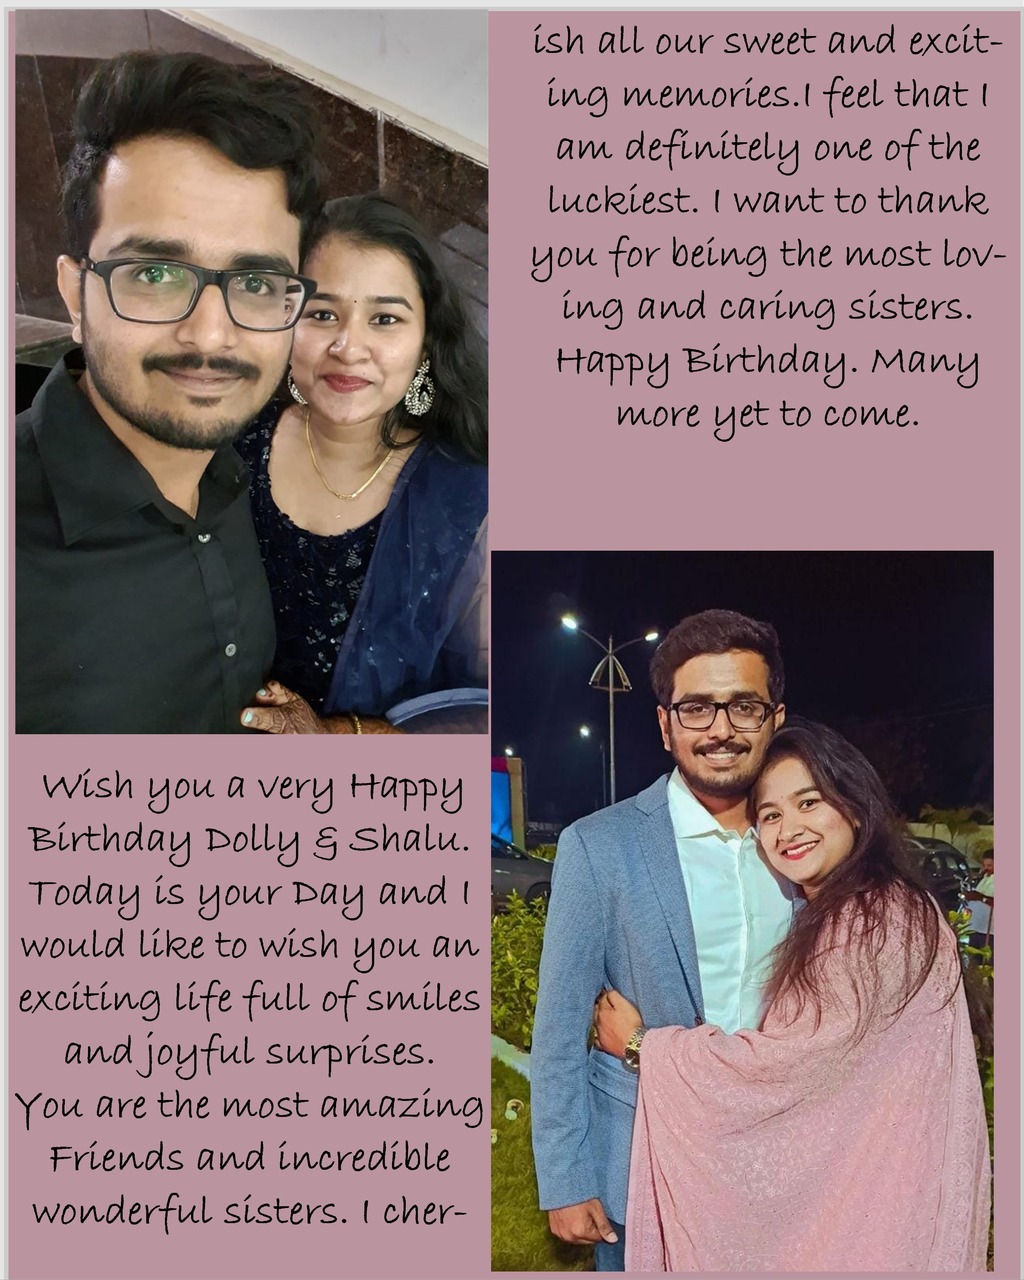 Wish you a very Happy
Birthday Dolly & Shalu.
Today is your Day and I
would like to wish you an
exciting life full of smiles
and joyful surprises.
You are the most amazing
Friends and incredible
wonderful sisters. I cher-
ish all our sweet and excit-
ing memories.I feel that I
am definitely one of the
luckiest. I want to thank
you for being the most lov-
ing and caring sisters.
Happy Birthday. Many
more yet to come.